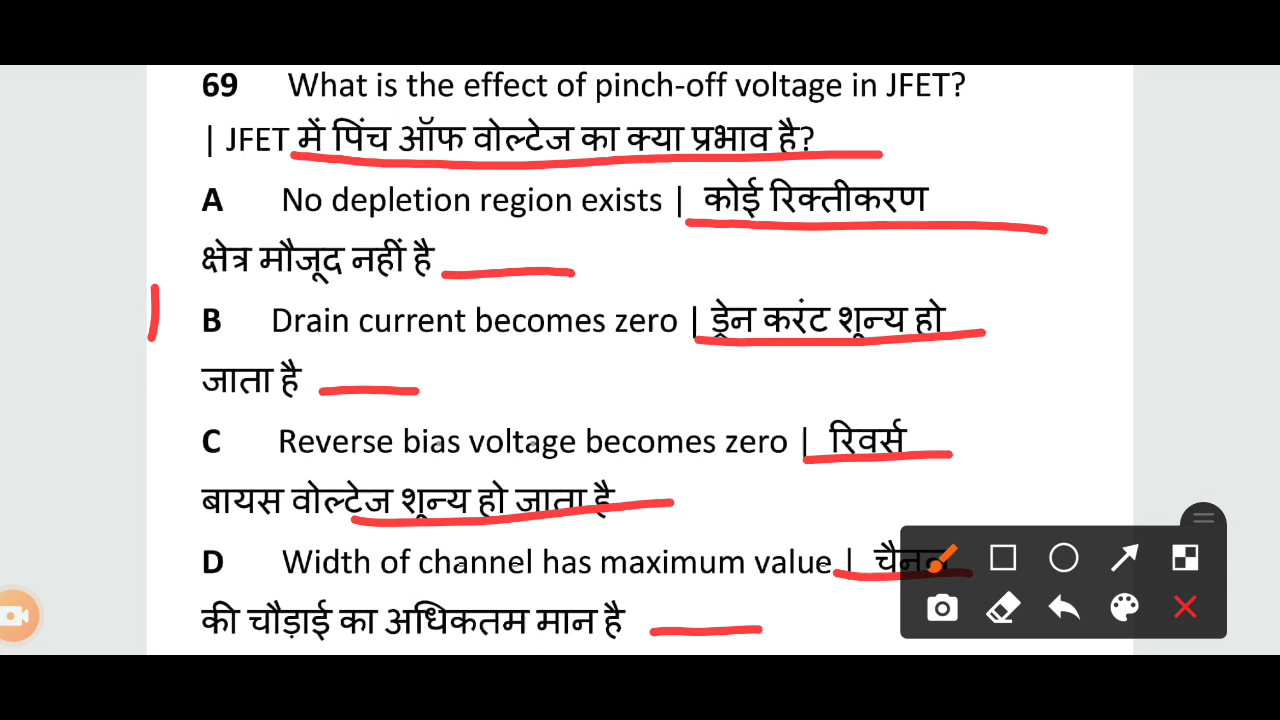 69 What is the effect of pinch-off voltage in JFET?
| JFET में पिंच ऑफ वोल्टेज का क्या प्रभाव है?
A No depletion region exists | कोई रिक्तीकरण
क्षेत्र मौजूद नहीं है
B Drain current becomes zero | ड्रेन करंट शून्य हो
जाता है
C Reverse bias voltage becomes zero | रिवर्स
बायस वोल्टेज शून्य हो जाता है
D Width of channel has maximum value | चैनल
की चौड़ाई का अधिकतम मान है